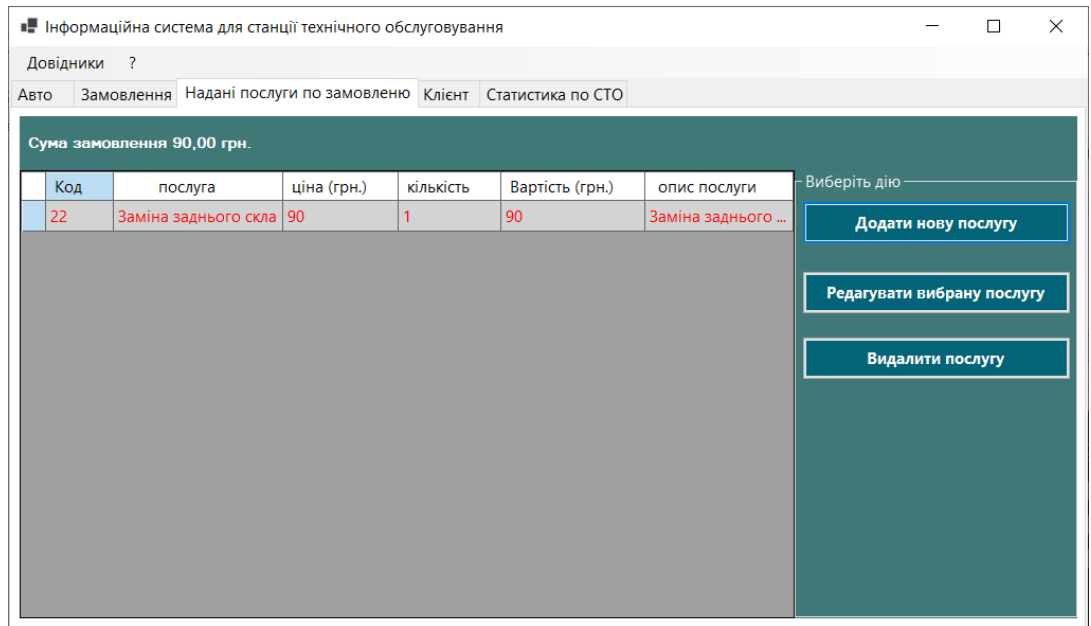 Інформаційна система для станції технічного обслуговування
Довідники ?
Авто Замовлення Надані послуги по замовленю Клієнт Статистика по СТО
Сума замовлення 90,00 грн.
Код послуга ціна (грн.) кількість Вартість (грн.) опис послуги
22 Заміна заднього скла 90 1 90 Заміна заднього ...
Виберіть дію
Додати нову послугу
Редагувати вибрану послугу
Видалити послугу